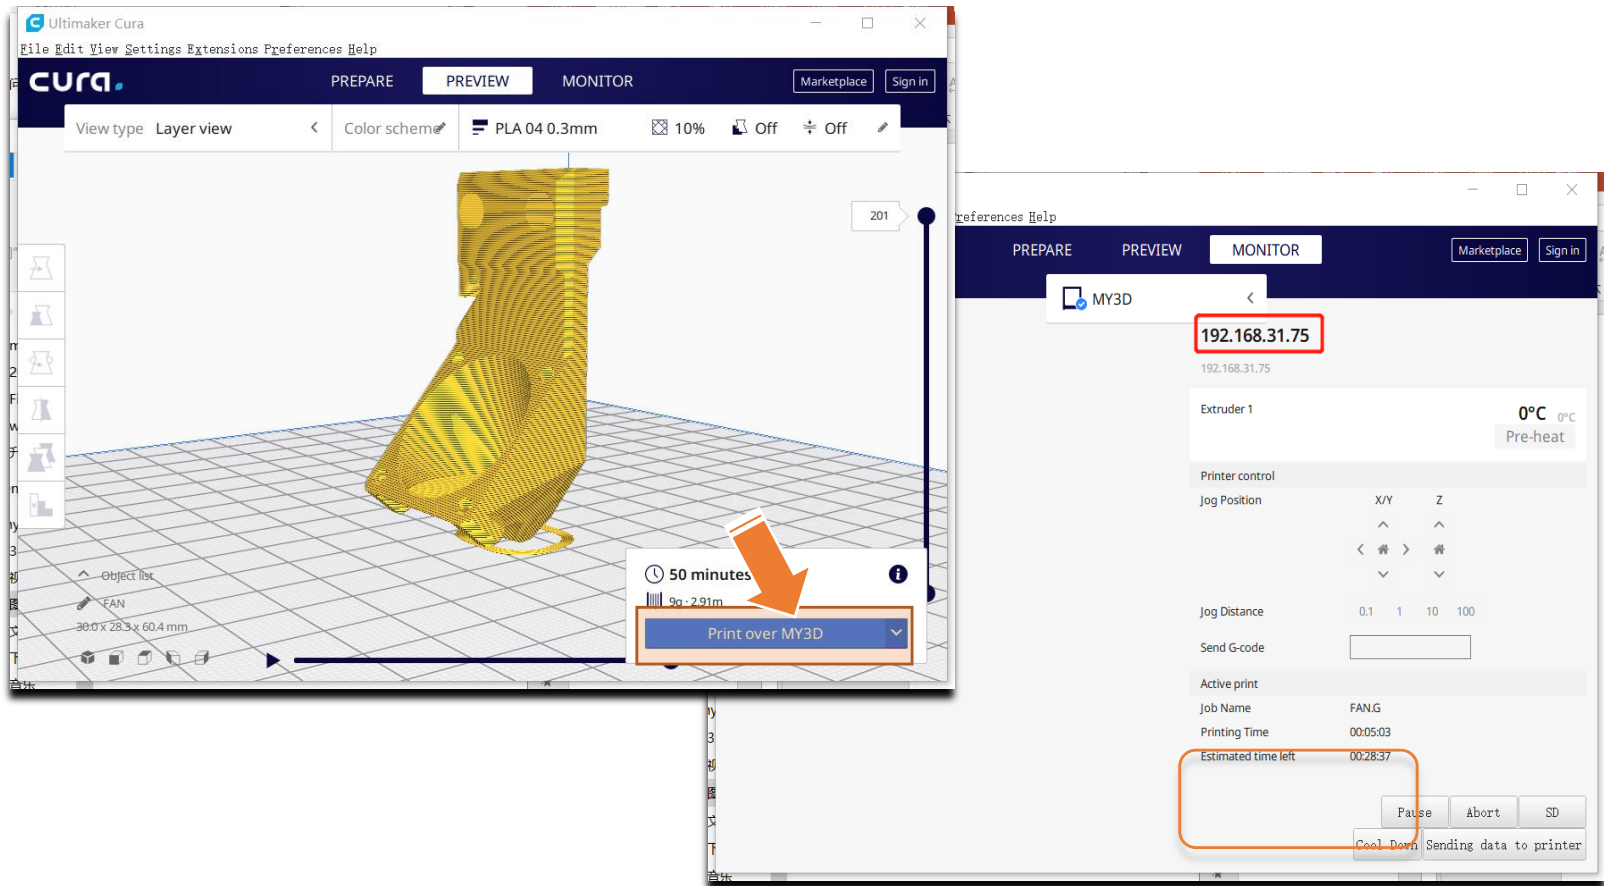 Ultimaker Cura
File Edit View Settings Extensions Preferences Help
cura.
PREPARE
PREVIEW
MONITOR
Marketplace
Sign in
View type Layer view
Color scheme
PLA 04 0.3mm
10%
Off
Off
201
Object list
FAN
30.0 x 28.3 x 60.4 mm
50 minutes
9g · 2.91m
Print over MY3D
音乐
references Help
PREPARE
PREVIEW
MONITOR
Marketplace
Sign in
MY3D
192.168.31.75
192.168.31.75
Extruder 1
0°C 0°C
Pre-heat
Printer control
Jog Position
X/Y
Z
Jog Distance
0.1 1 10 100
Send G-code
Active print
Job Name FAN.G
Printing Time 00:05:03
Estimated time left 00:28:37
Pause Abort SD
Cool Down Sending data to printer
音乐